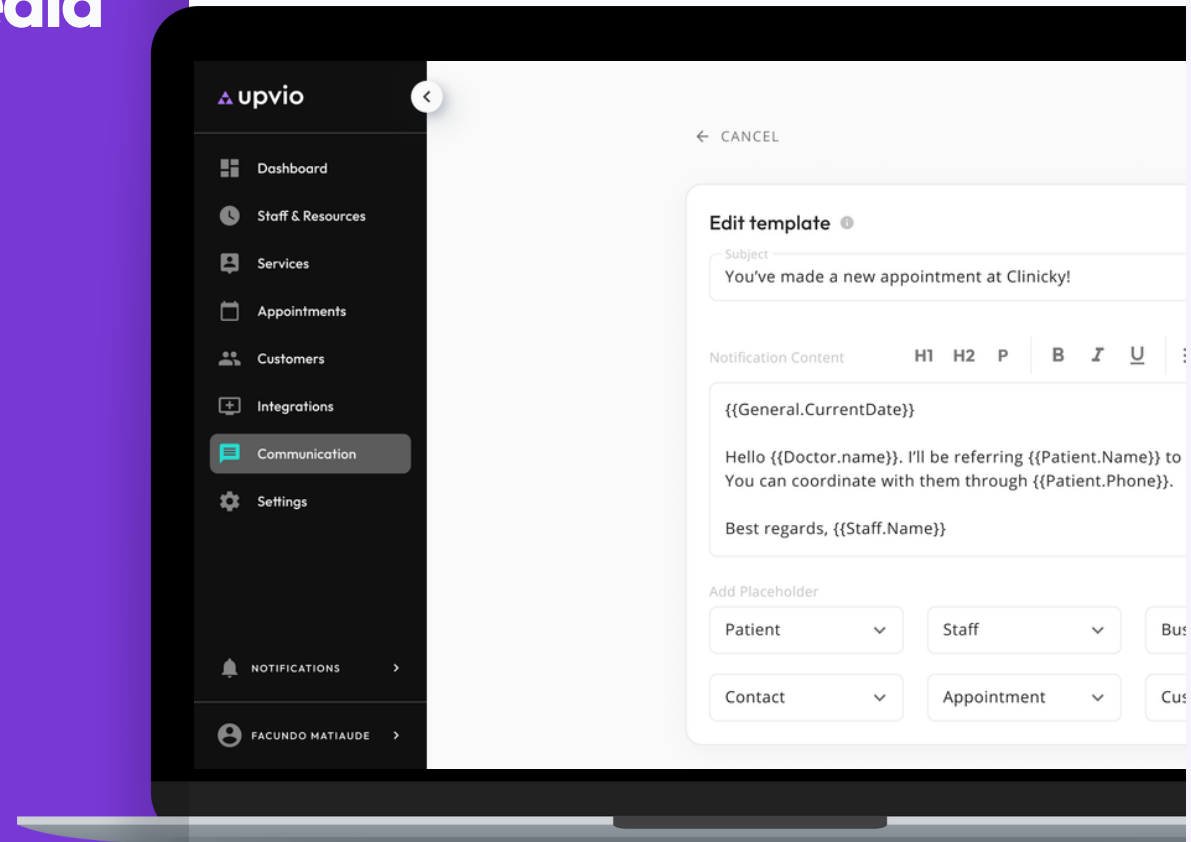 upvio
Dashboard
Staff & Resources
Services
Appointments
Customers
Integrations
Communication
Settings
NOTIFICATIONS
FACUNDO MATIAUDE
CANCEL
Edit template
Subject
You've made a new appointment at Clinicky!
Notification Content H1 H2 P B I U
{{General.CurrentDate}}
Hello {{Doctor.name}}. I'll be referring {{Patient.Name}} to
You can coordinate with them through {{Patient.Phone}}.
Best regards, {{Staff.Name}}
Add Placeholder
Patient Staff
Contact Appointment